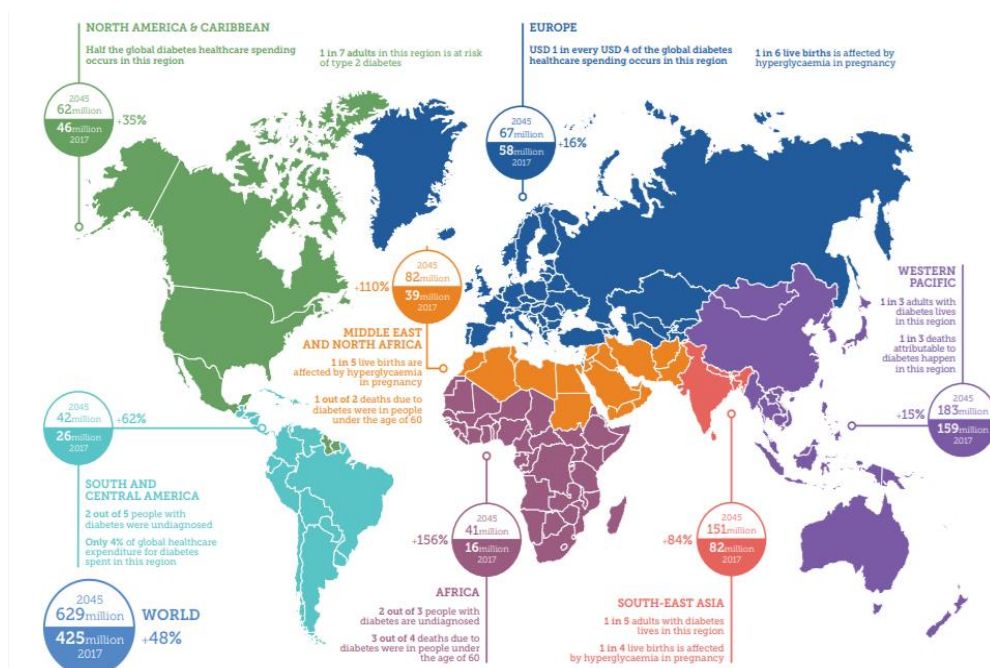 NORTH AMERICA & CARIBBEAN
Half the global diabetes healthcare spending
occurs in this region
1 in 7 adults in this region is at risk
of type 2 diabetes
2045
62million
46million
2017
+35%
EUROPE
USD 1 in every USD 4 of the global diabetes
healthcare spending occurs in this region
1 in 6 live births is affected by
hyperglycaemia in pregnancy
2045
67million
58million
2017
+16%
2045
82million
39million
2017
+110%
MIDDLE EAST
AND NORTH AFRICA
1 in 5 live births are
affected by hyperglycaemia
in pregnancy
1 out of 2 deaths due to
diabetes were in people
under the age of 60
WESTERN
PACIFIC
1 in 3 adults with
diabetes lives
in this region
1 in 3 deaths
attributable to
diabetes happen
in this region
2045
183million
159million
2017
+15%
2045
42million
26million
2017
+62%
SOUTH AND
CENTRAL AMERICA
2 out of 5 people with
diabetes were undiagnosed
Only 4% of global healthcare
expenditure for diabetes
spent in this region
2045
41million
16million
2017
+156%
AFRICA
2 out of 3 people with
diabetes are undiagnosed
3 out of 4 deaths due to
diabetes were in people under
the age of 60
2045
151million
82million
2017
+84%
SOUTH-EAST ASIA
1 in 5 adults with diabetes
lives in this region
1 in 4 live births is affected
by hyperglycaemia in pregnancy
2045
629million
425million
2017
WORLD
+48%